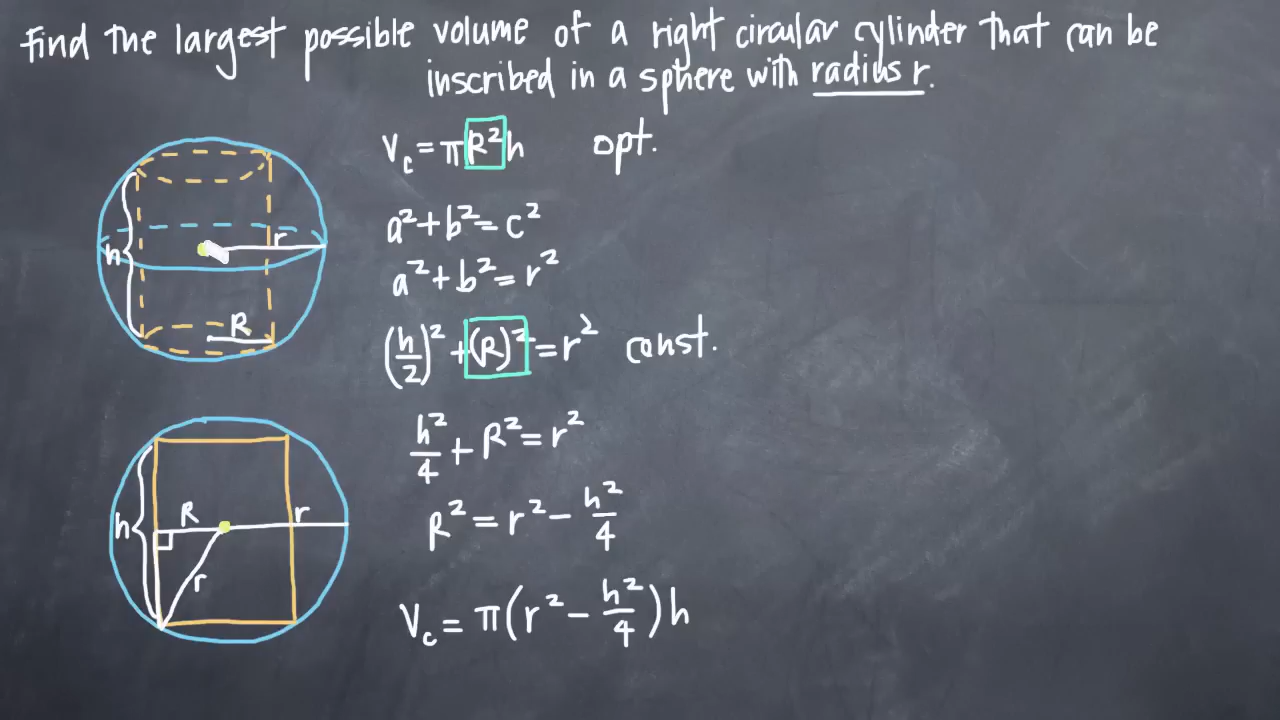 Find the largest possible volume of a right circular cylinder that can be
inscribed in a sphere with radius r.
V_c = πR²h opt.
a² + b² = c²
a² + b² = r²
(h/2)² + (R)² = r² const.
h²/4 + R² = r²
R² = r² - h²/4
V_c = π(r² - h²/4)h
h
r
R
h
R
r
r